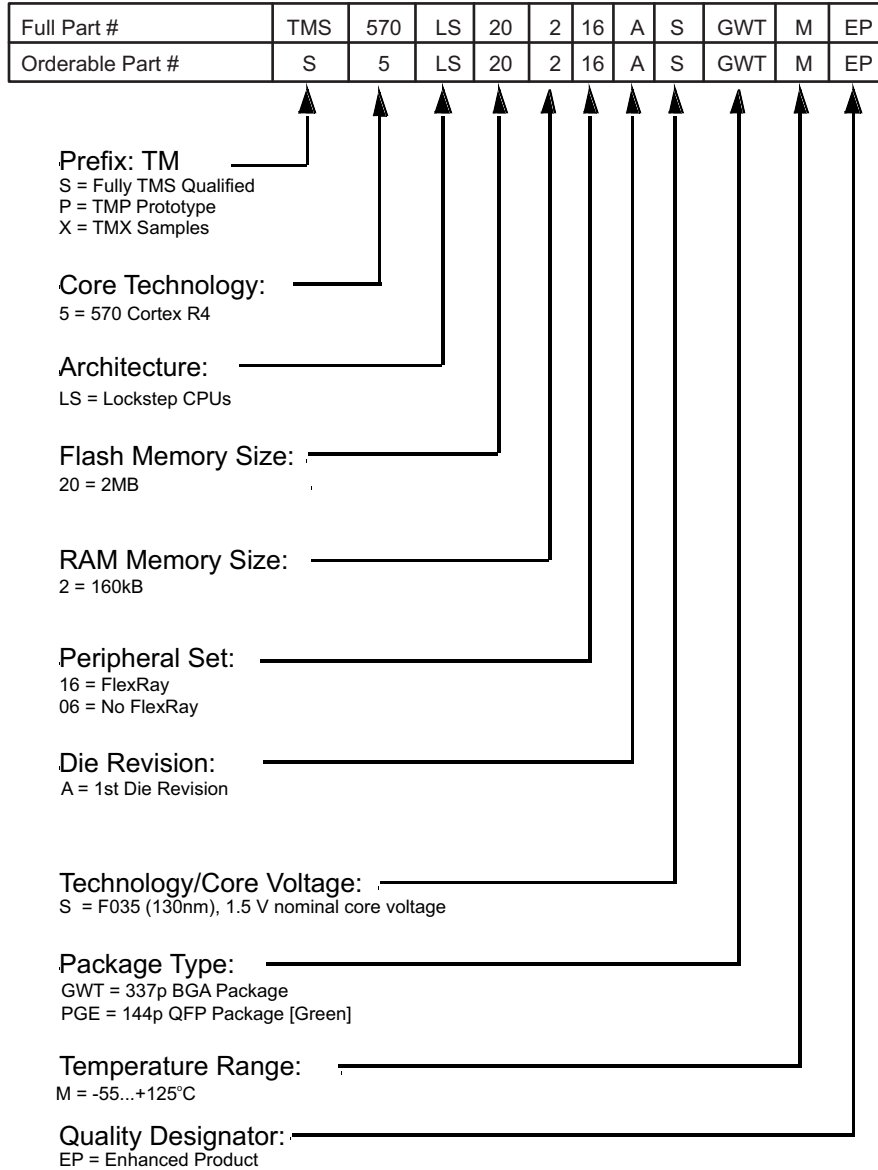 Full Part # TMS 570 LS 20 2 16 A S GWT M EP
Orderable Part # S 5 LS 20 2 16 A S GWT M EP
Prefix: TM
S = Fully TMS Qualified
P = TMP Prototype
X = TMX Samples
Core Technology:
5 = 570 Cortex R4
Architecture:
LS = Lockstep CPUs
Flash Memory Size:
20 = 2MB
RAM Memory Size:
2 = 160kB
Peripheral Set:
16 = FlexRay
06 = No FlexRay
Die Revision:
A = 1st Die Revision
Technology/Core Voltage:
S = F035 (130nm), 1.5 V nominal core voltage
Package Type:
GWT = 337p BGA Package
PGE = 144p QFP Package [Green]
Temperature Range:
M = -55...+125°C
Quality Designator:
EP = Enhanced Product